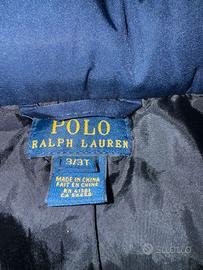 POLO
RALPH LAUREN
3/3T
MADE IN CHINA
FAIT EN CHINE
subito